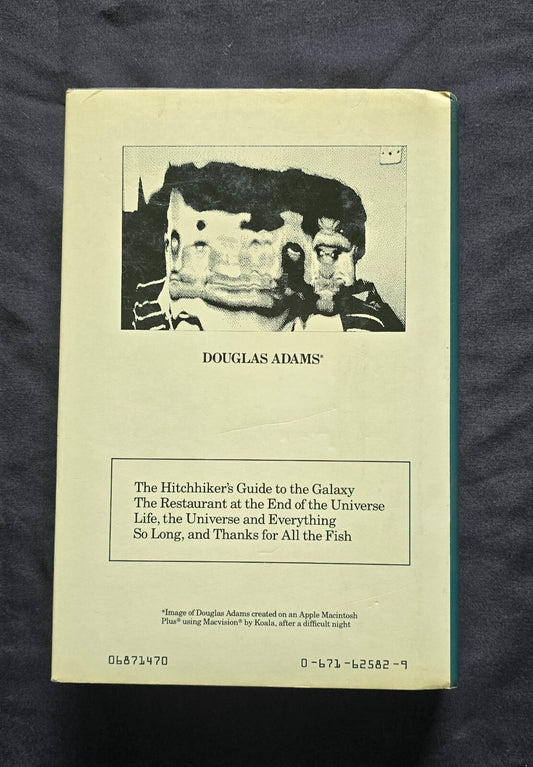 DOUGLAS ADAMS*
The Hitchhiker's Guide to the Galaxy
The Restaurant at the End of the Universe
Life, the Universe and Everything
So Long, and Thanks for All the Fish
*Image of Douglas Adams created on an Apple Macintosh
Plus® using Macvision® by Koala, after a difficult night
06871470
0-671-62582-9